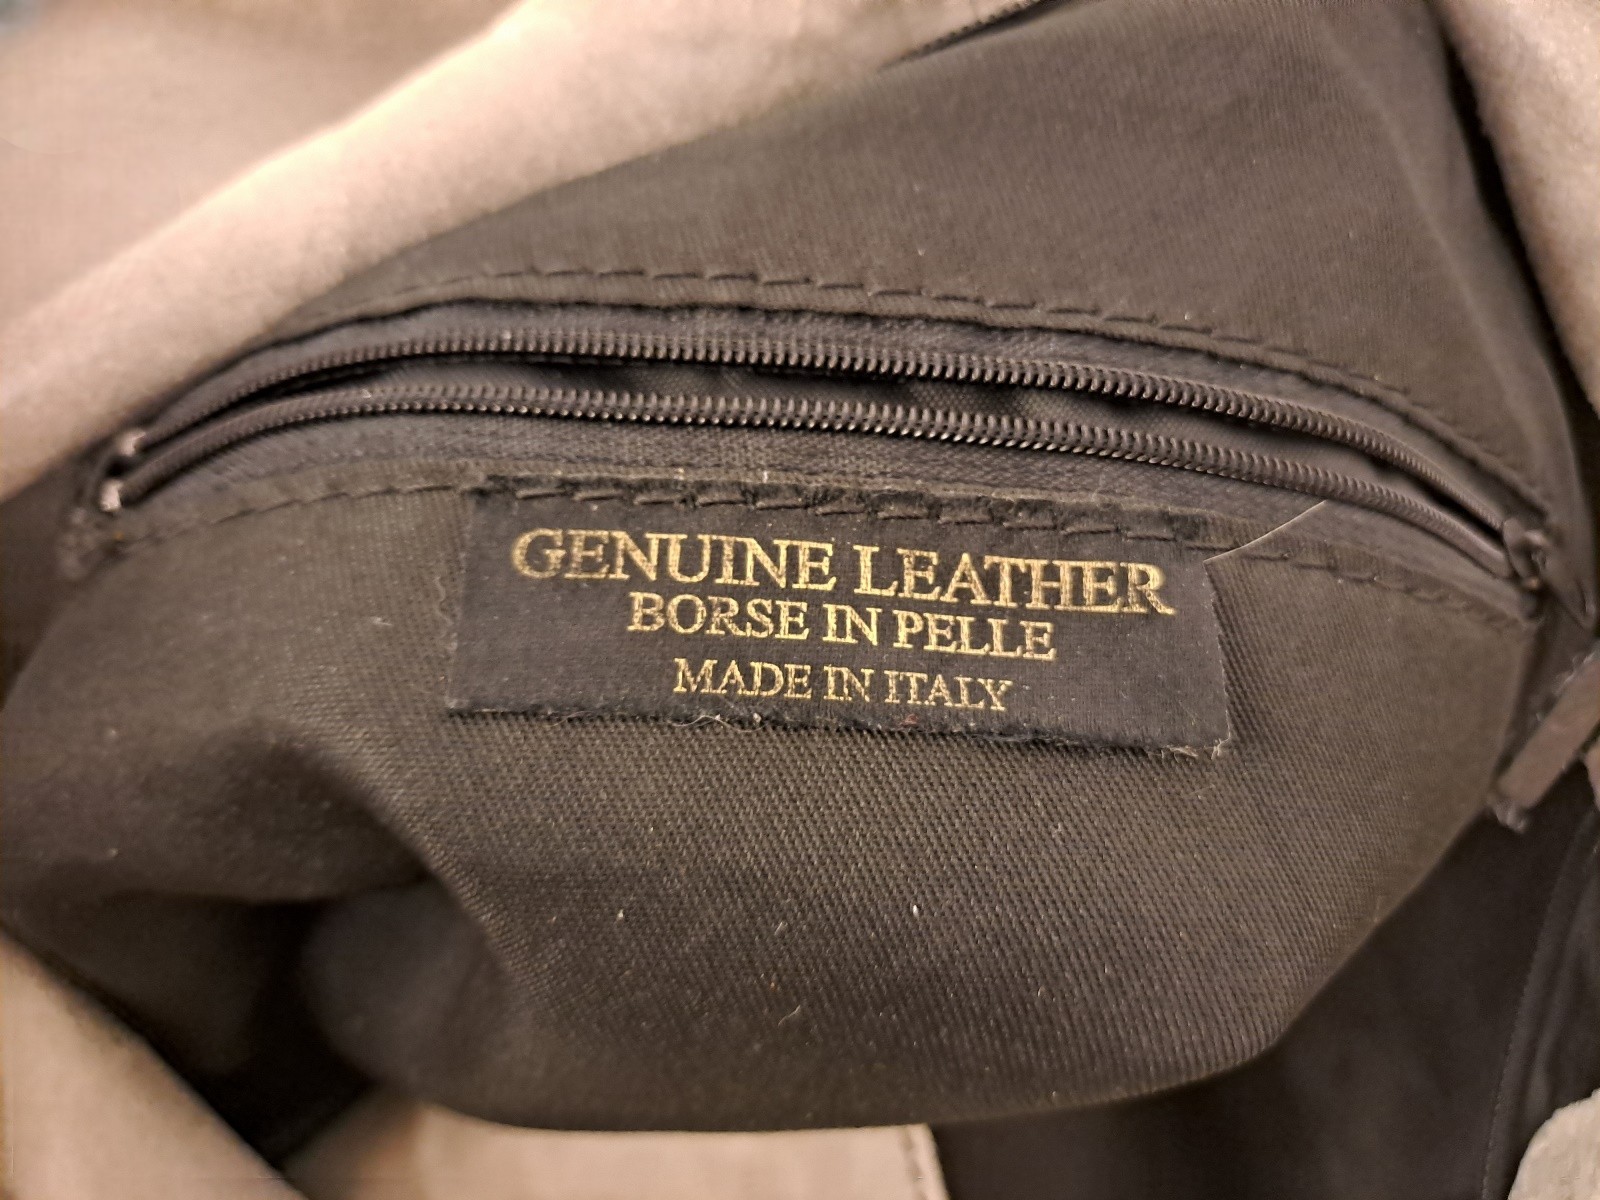 GENUINE LEATHER
BORSE IN PELLE
MADE IN ITALY